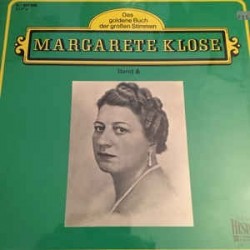 Das
goldene Buch
der großen Stimmen
MARGARETE KLOSE
Band 8